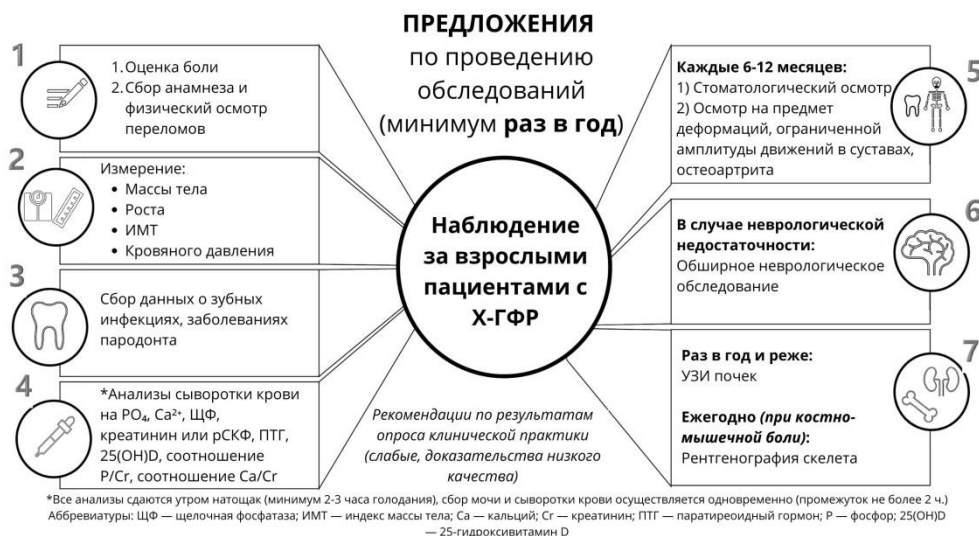 ПРЕДЛОЖЕНИЯ
по проведению
обследований
(минимум раз в год)
Наблюдение
за взрослыми
пациентами с
Х-ГФР
1
1. Оценка боли
2. Сбор анамнеза и
физический осмотр
переломов
2
Измерение:
• Массы тела
• Роста
• ИМТ
• Кровяного давления
3
Сбор данных о зубных
инфекциях, заболеваниях
пародонта
4
*Анализы сыворотки крови
на PO₄, Ca²⁺, ЩФ,
креатинин или рСКФ, ПТГ,
25(OH)D, соотношение
P/Cr, соотношение Ca/Cr
5
Каждые 6-12 месяцев:
1) Стоматологический осмотр
2) Осмотр на предмет
деформаций, ограниченной
амплитуды движений в суставах,
остеоартрита
6
В случае неврологической
недостаточности:
Обширное неврологическое
обследование
7
Раз в год и реже:
УЗИ почек
Ежегодно (при костно-
мышечной боли):
Рентгенография скелета
Рекомендации по результатам
опроса клинической практики
(слабые, доказательства низкого
качества)
*Все анализы сдаются утром натощак (минимум 2-3 часа голодания), сбор мочи и сыворотки крови осуществляется одновременно (промежуток не более 2 ч.)
Аббревиатуры: ЩФ — щелочная фосфатаза; ИМТ — индекс массы тела; Ca — кальций; Cr — креатинин; ПТГ — паратиреоидный гормон; P — фосфор; 25(OH)D
— 25-гидроксивитамин D